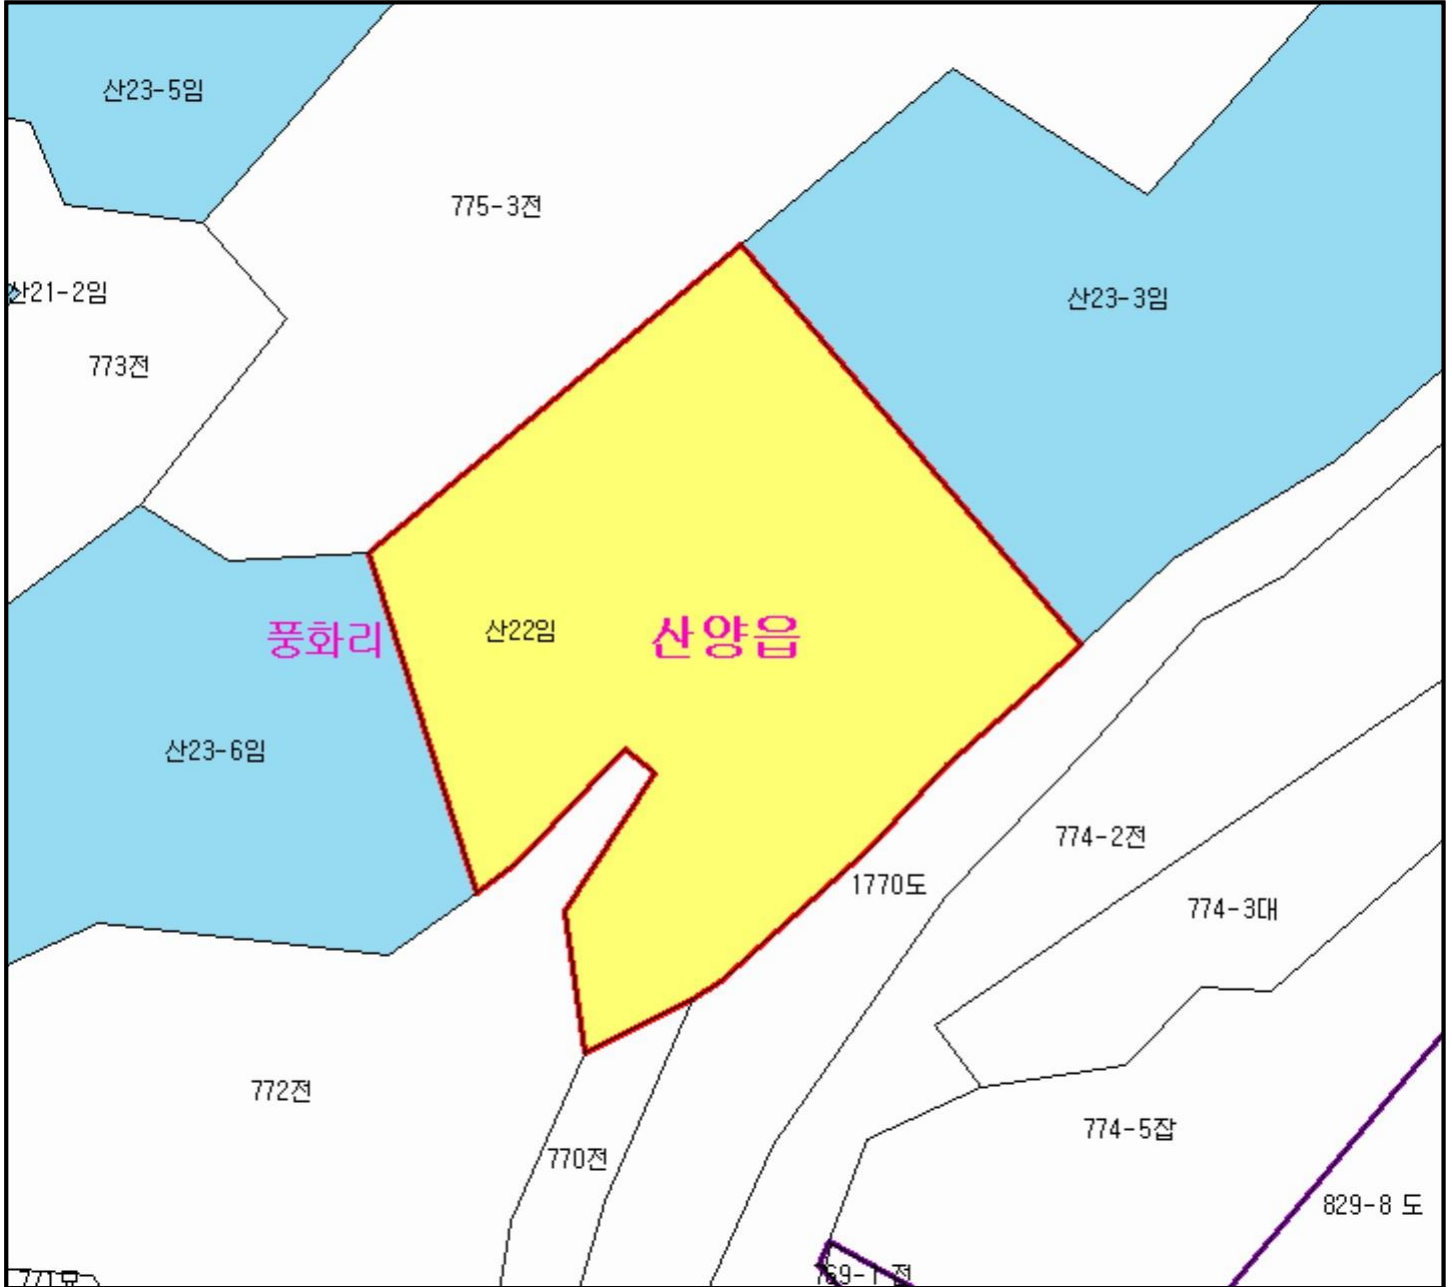 산23-5임
775-3전
산21-2임
산23-3임
773전
풍화리
산22임
산양읍
산23-6임
774-2전
1770도
774-3대
772전
774-5잡
770전
829-8 도
769-1 전